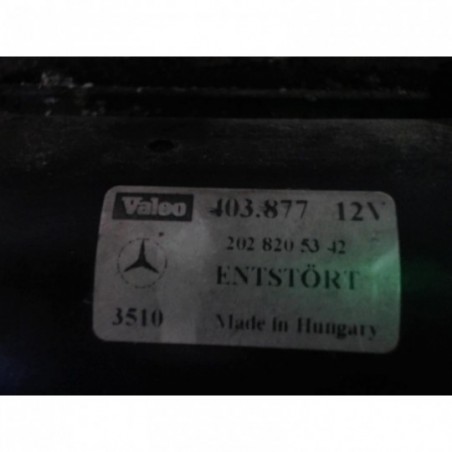 Valeo 403.877 12V
202 820 53 42
ENTSTÖRT
3510 Made in Hungary